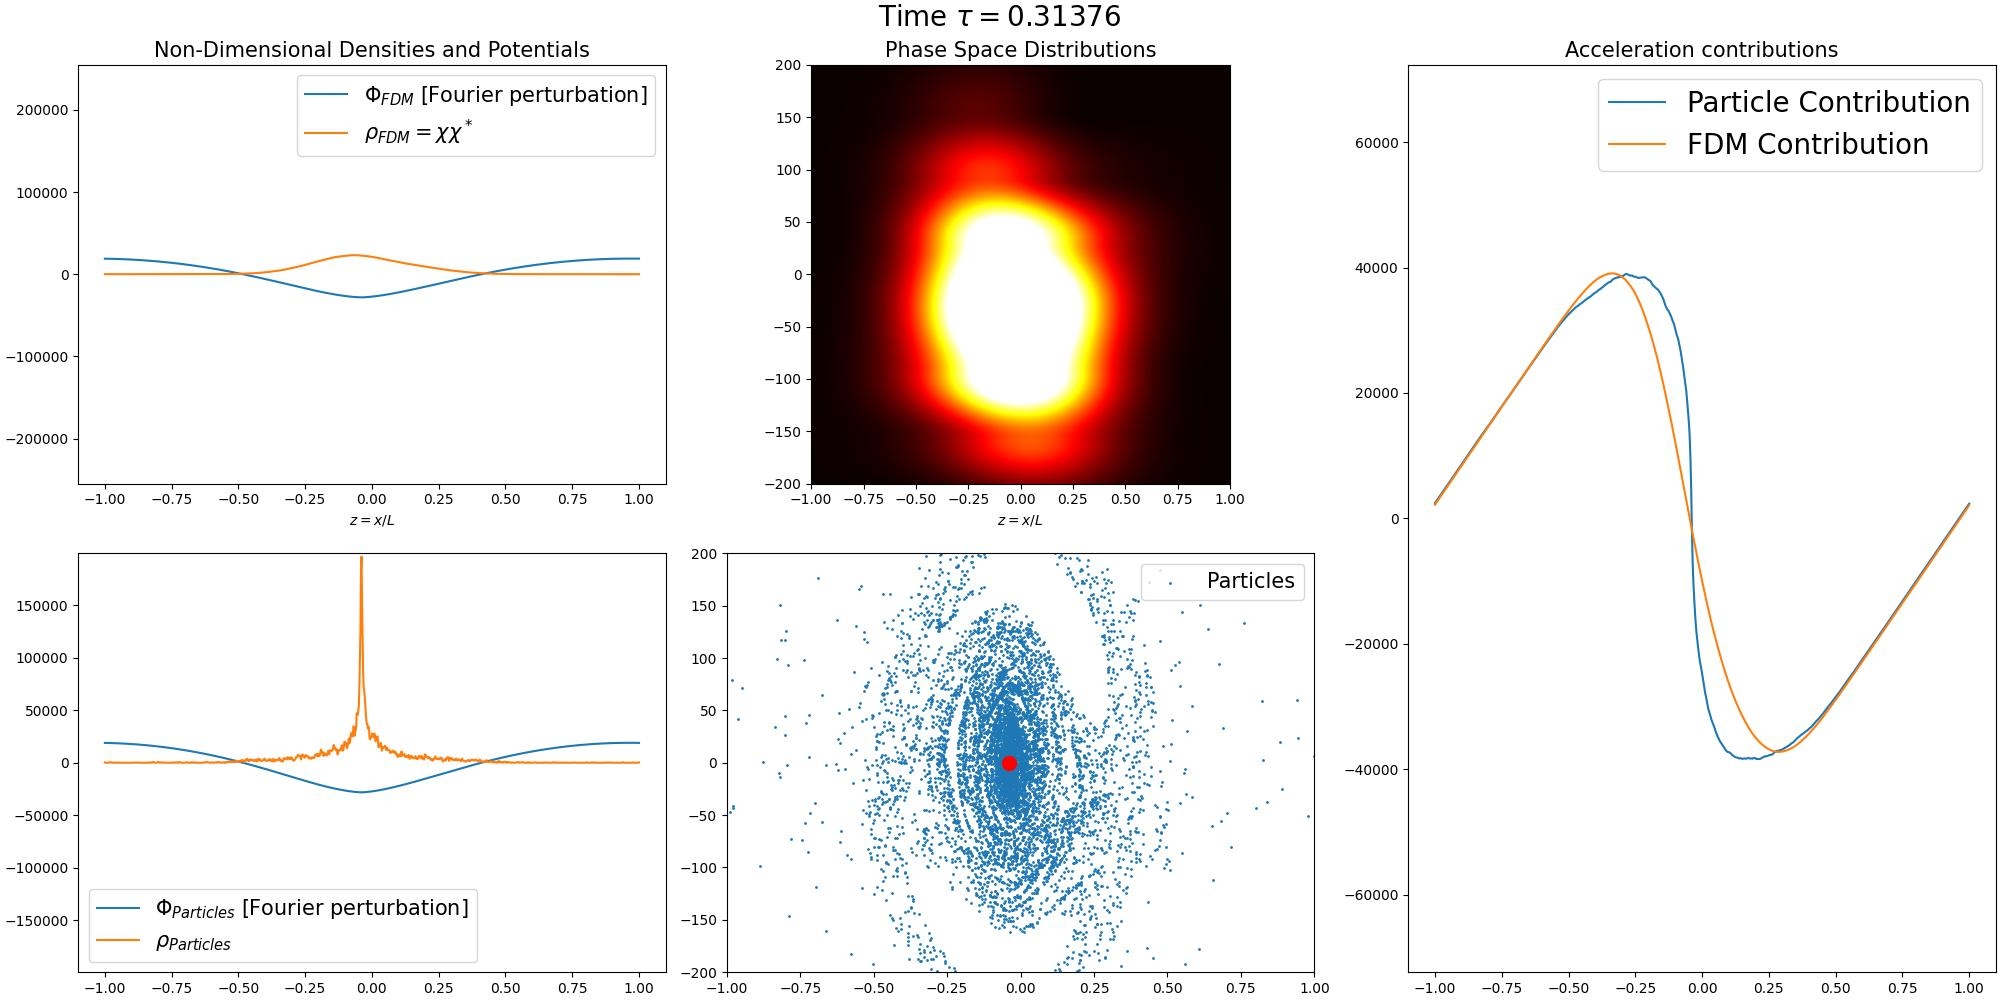 Time τ = 0.31376
Non-Dimensional Densities and Potentials
Φ_FDM [Fourier perturbation]
ρ_FDM = χχ*
200000
100000
0
−100000
−200000
−1.00 −0.75 −0.50 −0.25 0.00 0.25 0.50 0.75 1.00
z = x/L
Phase Space Distributions
200
150
100
50
0
−50
−100
−150
−200
−1.00 −0.75 −0.50 −0.25 0.00 0.25 0.50 0.75 1.00
z = x/L
Acceleration contributions
Particle Contribution
FDM Contribution
60000
40000
20000
0
−20000
−40000
−60000
−1.00 −0.75 −0.50 −0.25 0.00 0.25 0.50 0.75 1.00
150000
100000
50000
0
−50000
−100000
−150000
Φ_Particles [Fourier perturbation]
ρ_Particles
−1.00 −0.75 −0.50 −0.25 0.00 0.25 0.50 0.75 1.00
Particles
200
150
100
50
0
−50
−100
−150
−200
−1.00 −0.75 −0.50 −0.25 0.00 0.25 0.50 0.75 1.00